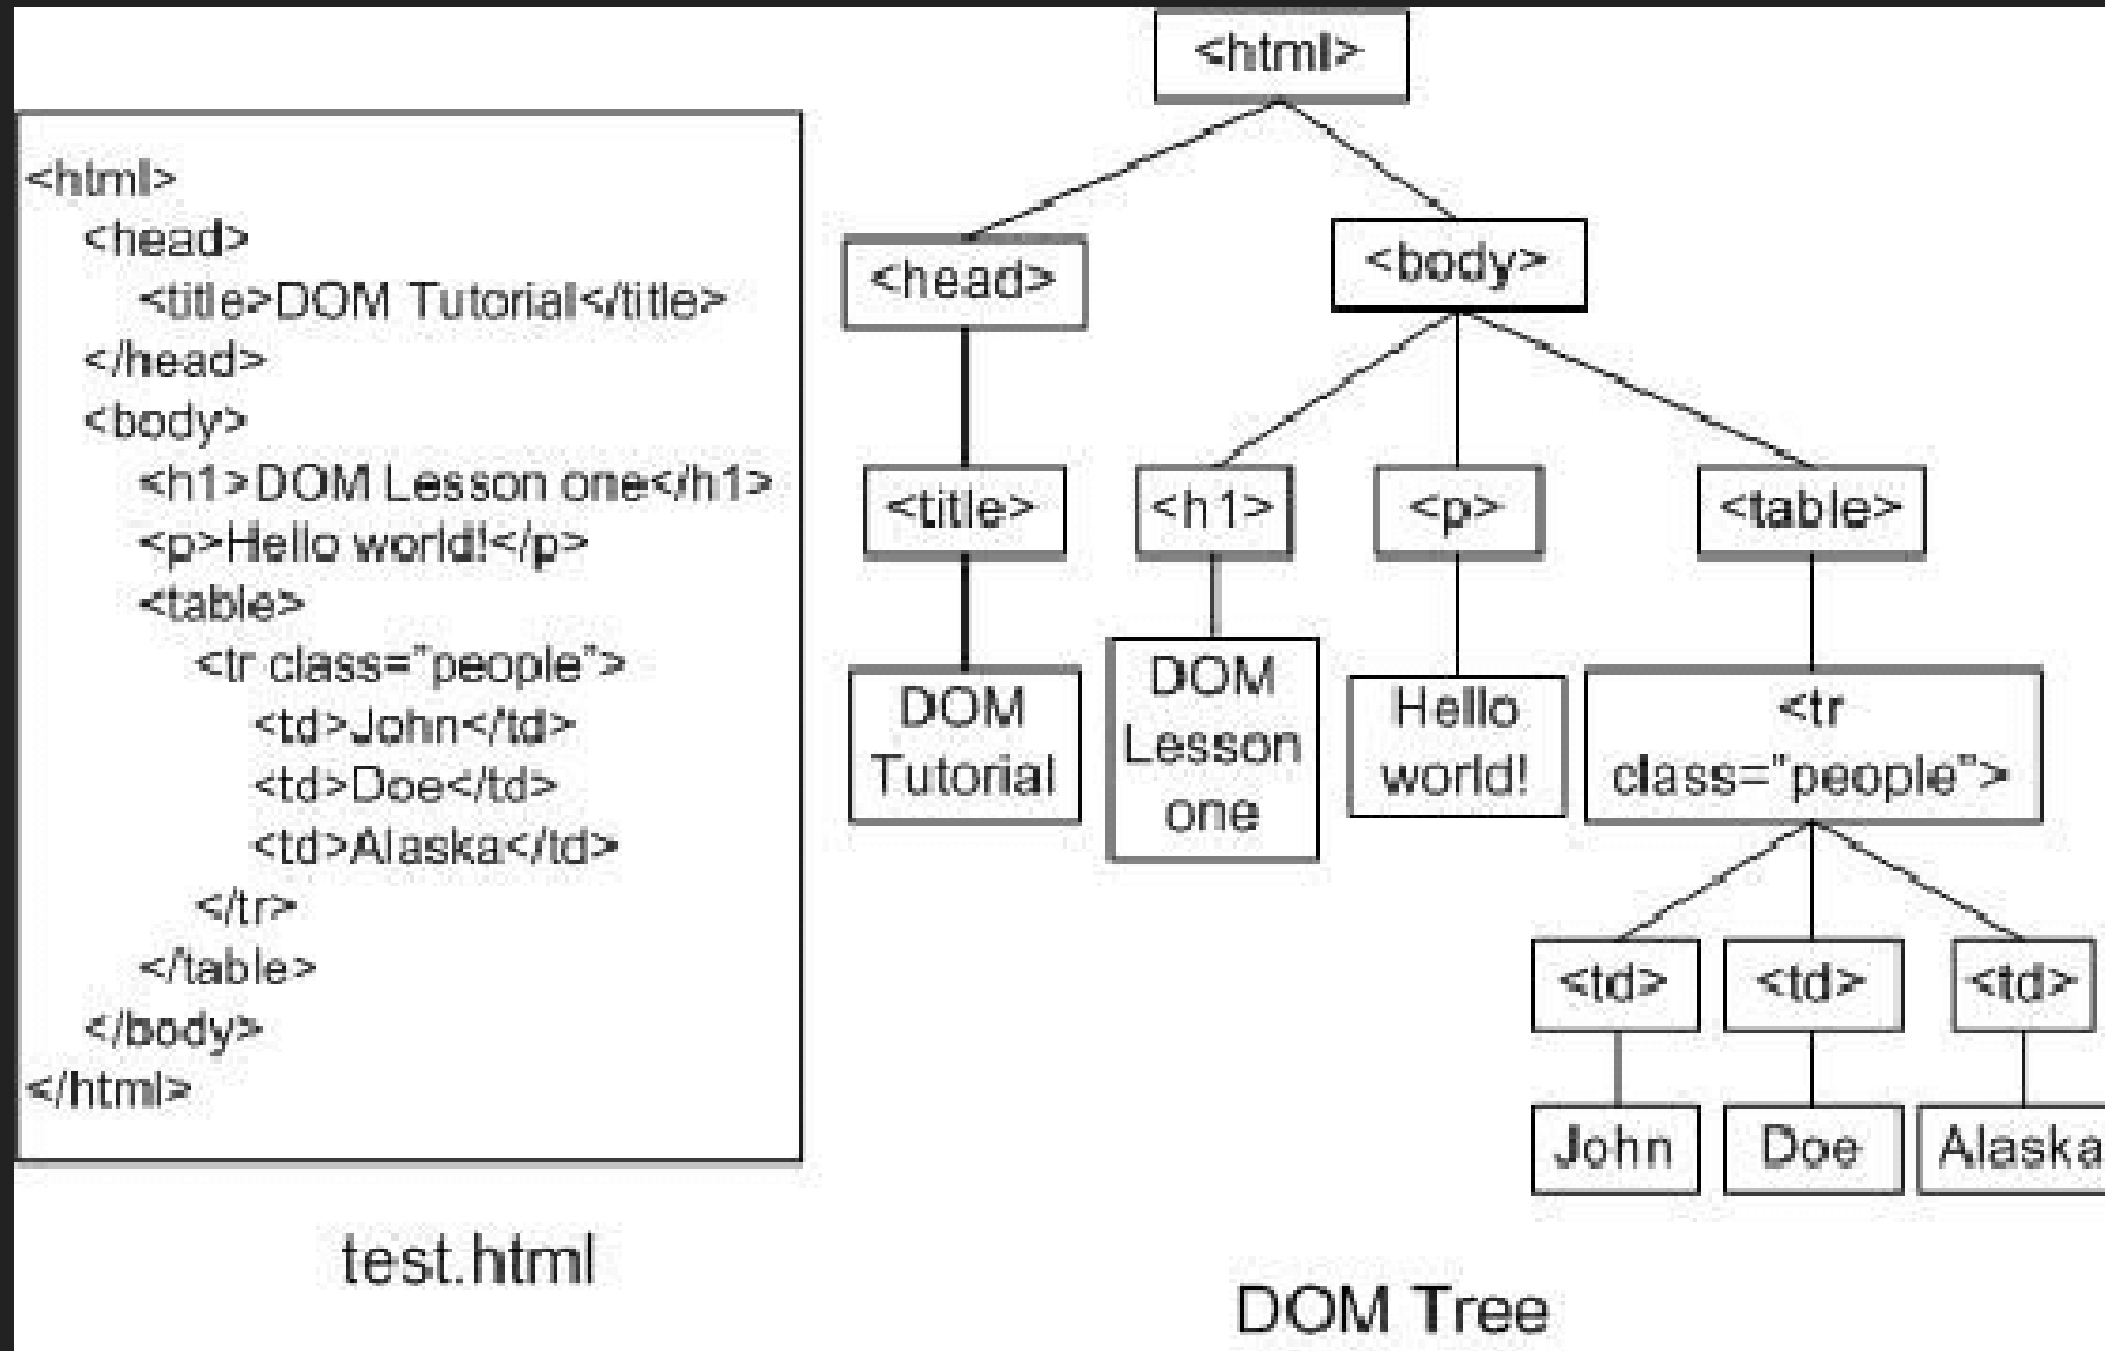 <html>
<head>
<title>DOM Tutorial</title>
</head>
<body>
<h1>DOM Lesson one</h1>
<p>Hello world!</p>
<table>
<tr class="people">
<td>John</td>
<td>Doe</td>
<td>Alaska</td>
</tr>
</table>
</body>
</html>
test.html
<html>
<head>
<body>
<title>
<h1>
<p>
<table>
DOM
Tutorial
DOM
Lesson
one
Hello
world!
<tr
class="people">
<td>
<td>
<td>
John
Doe
Alaska
DOM Tree